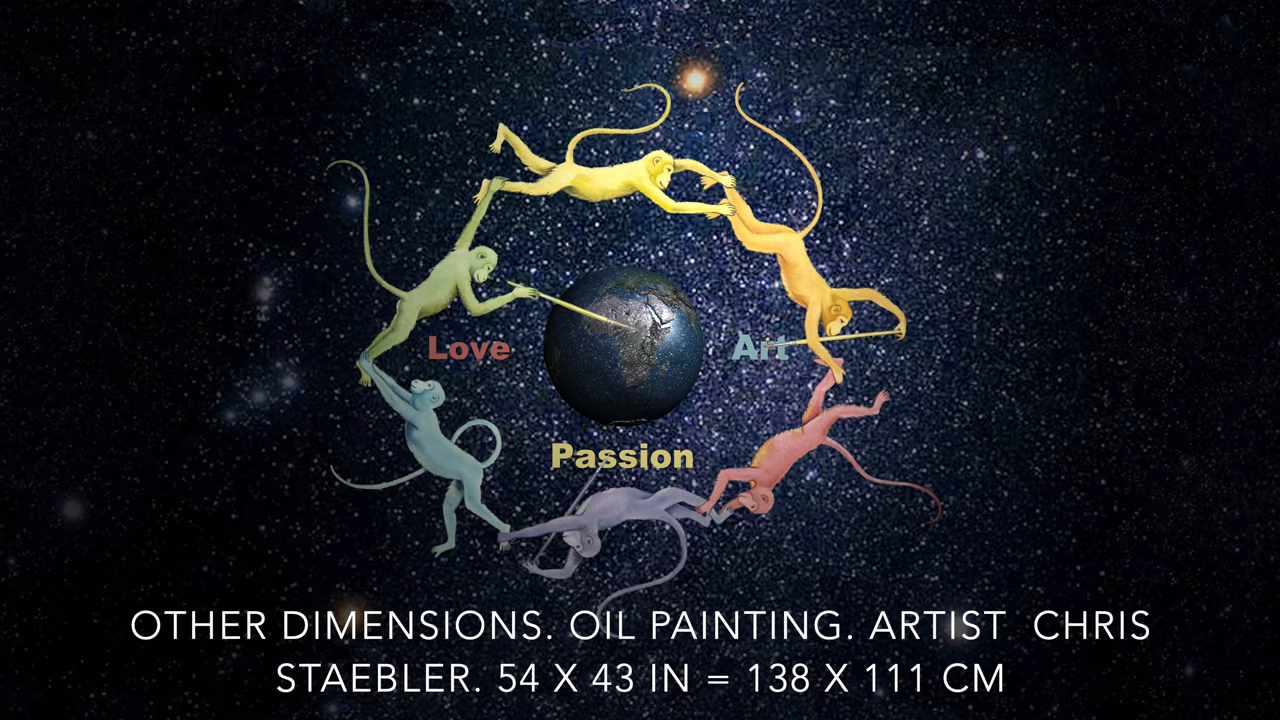 Love
Art
Passion
OTHER DIMENSIONS. OIL PAINTING. ARTIST  CHRIS
STAEBLER. 54 X 43 IN = 138 X 111 CM